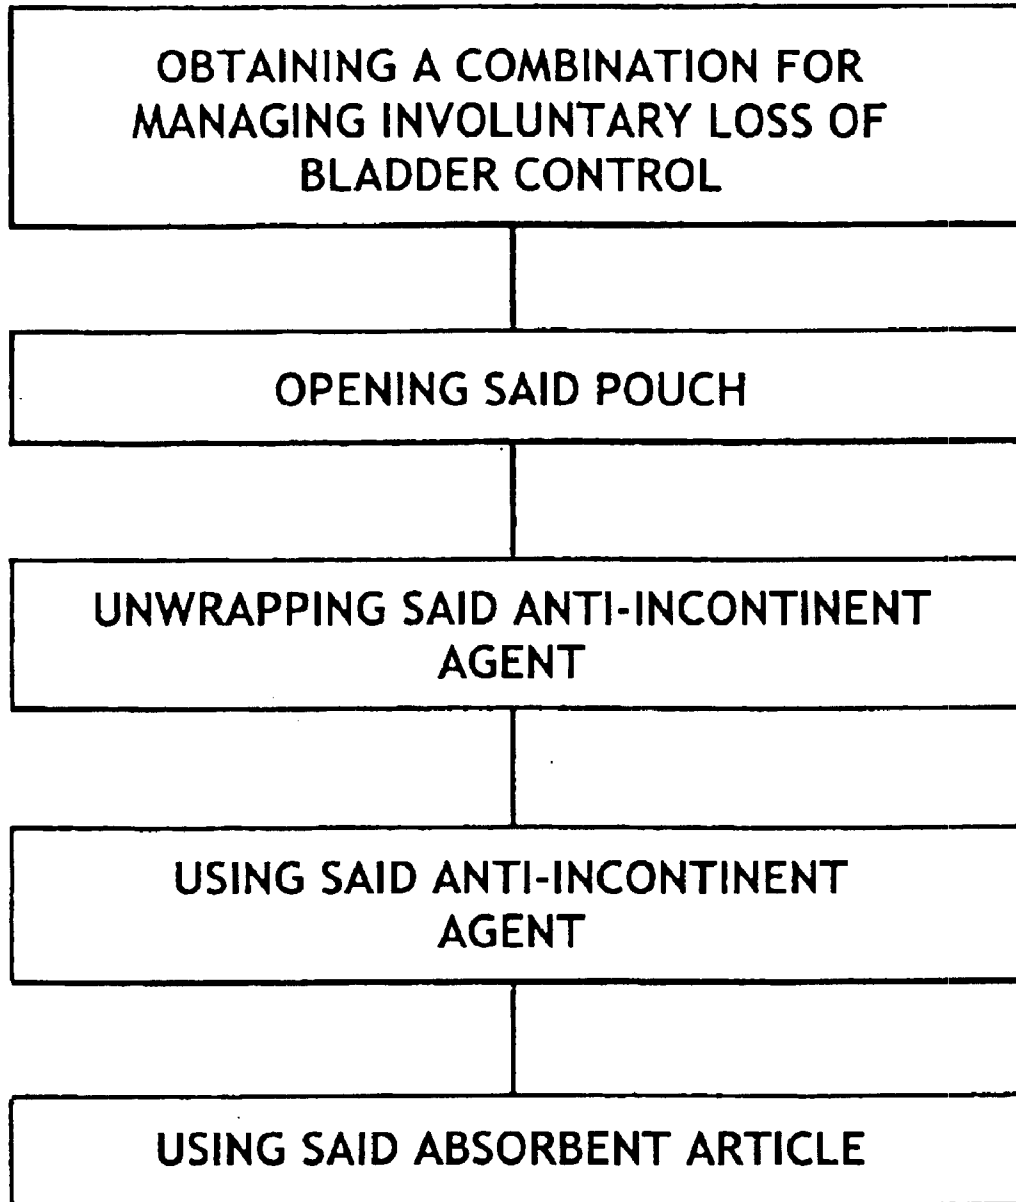 OBTAINING A COMBINATION FOR
MANAGING INVOLUNTARY LOSS OF
BLADDER CONTROL
OPENING SAID POUCH
UNWRAPPING SAID ANTI-INCONTINENT
AGENT
USING SAID ANTI-INCONTINENT
AGENT
USING SAID ABSORBENT ARTICLE